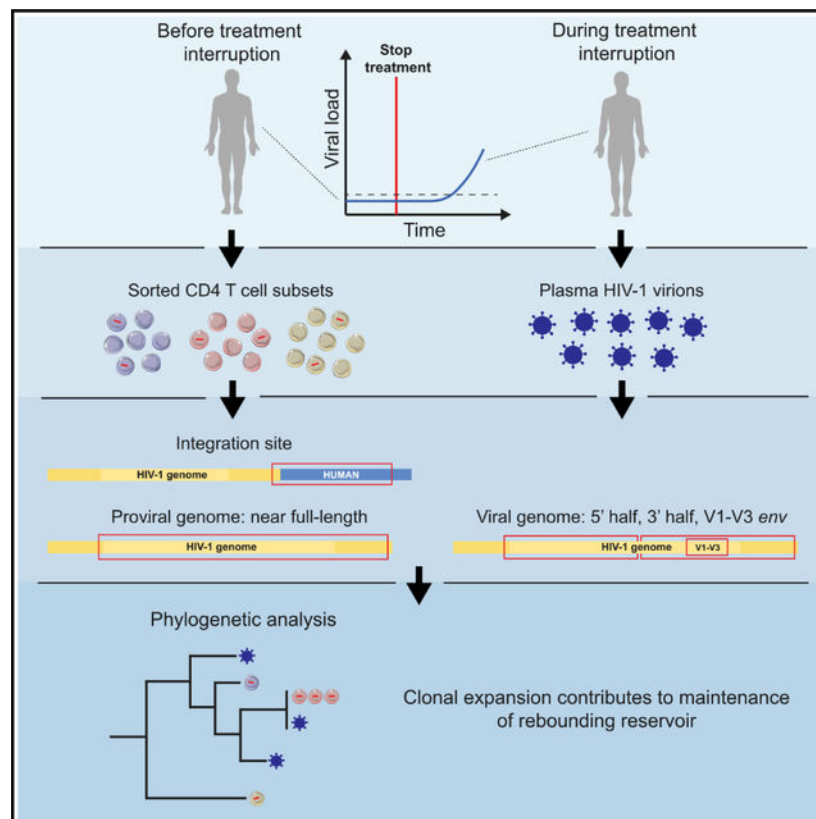 Before treatment
interruption
During treatment
interruption
Stop
treatment
Viral load
Time
Sorted CD4 T cell subsets
Plasma HIV-1 virions
Integration site
HIV-1 genome
HUMAN
Proviral genome: near full-length
HIV-1 genome
Viral genome: 5' half, 3' half, V1-V3 env
HIV-1 genome
V1-V3
Phylogenetic analysis
Clonal expansion contributes to maintenance
of rebounding reservoir